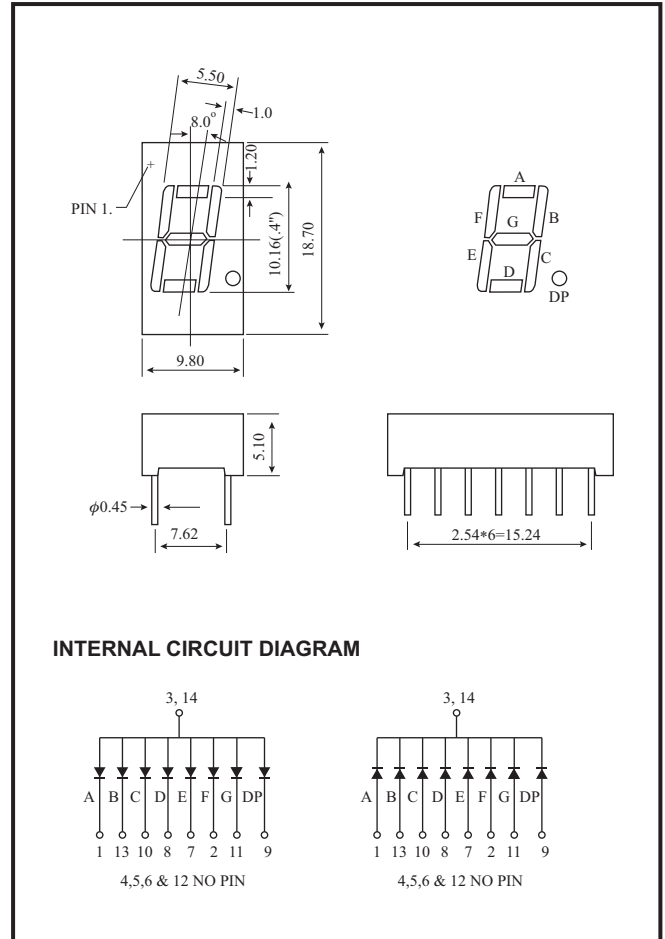 5.50
1.0
8.0°
1.20
PIN 1.
10.16(.4")
18.70
9.80
A
F G B
E D C
DP
5.10
ϕ0.45
7.62
2.54*6=15.24
INTERNAL CIRCUIT DIAGRAM
3, 14
A B C D E F G DP
1 13 10 8 7 2 11 9
4,5,6 & 12 NO PIN
3, 14
A B C D E F G DP
1 13 10 8 7 2 11 9
4,5,6 & 12 NO PIN